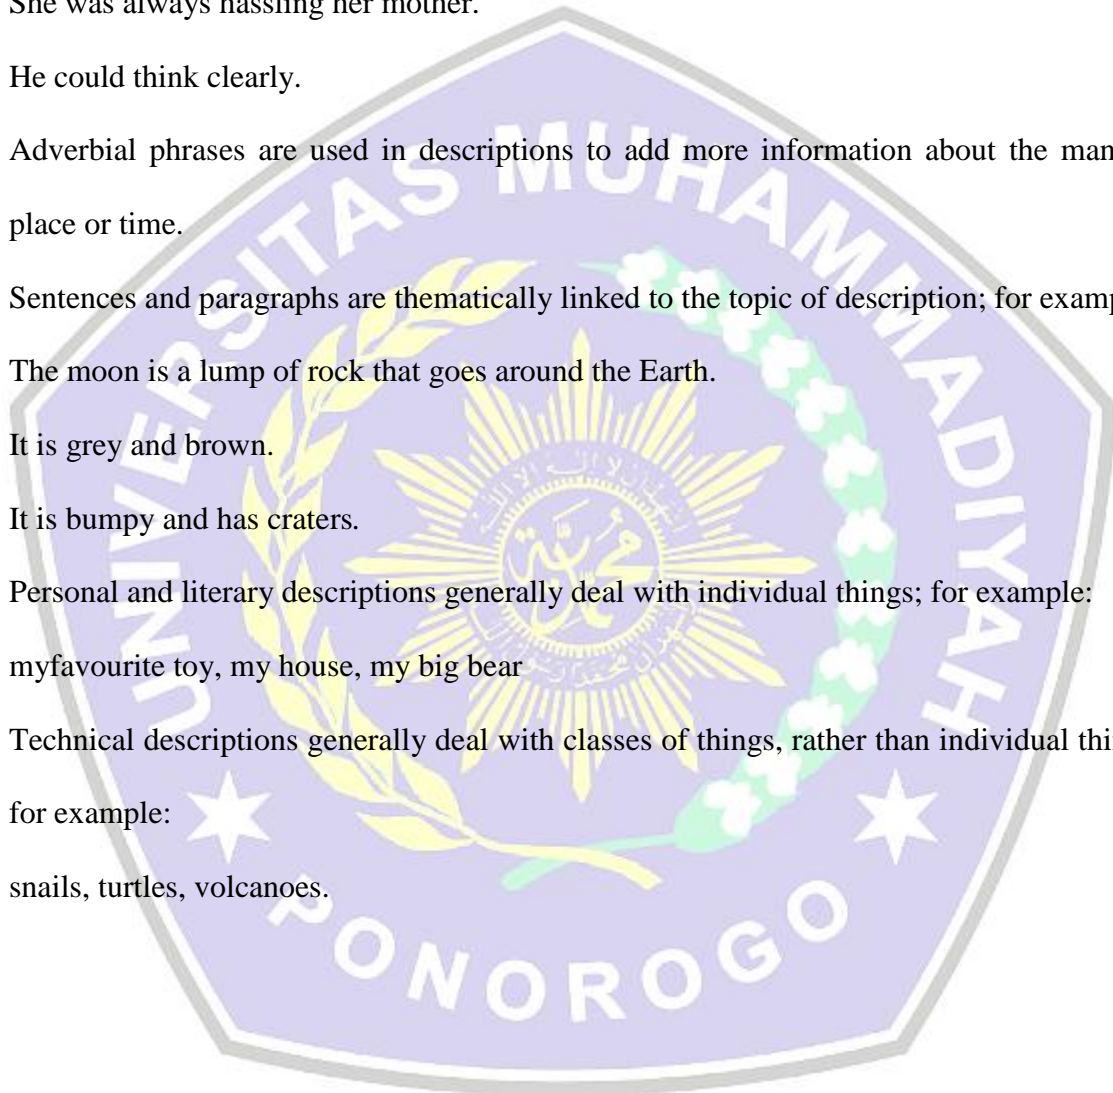 She was always hassling her mother.
He could think clearly.
Adverbial phrases are used in descriptions to add more information about the man
place or time.
Sentences and paragraphs are thematically linked to the topic of description; for examp
The moon is a lump of rock that goes around the Earth.
It is grey and brown.
It is bumpy and has craters.
Personal and literary descriptions generally deal with individual things; for example:
myfavourite toy, my house, my big bear
Technical descriptions generally deal with classes of things, rather than individual thi
for example:
snails, turtles, volcanoes.
UNIVERSITAS MUHAMMADIYAH
PONOROGO